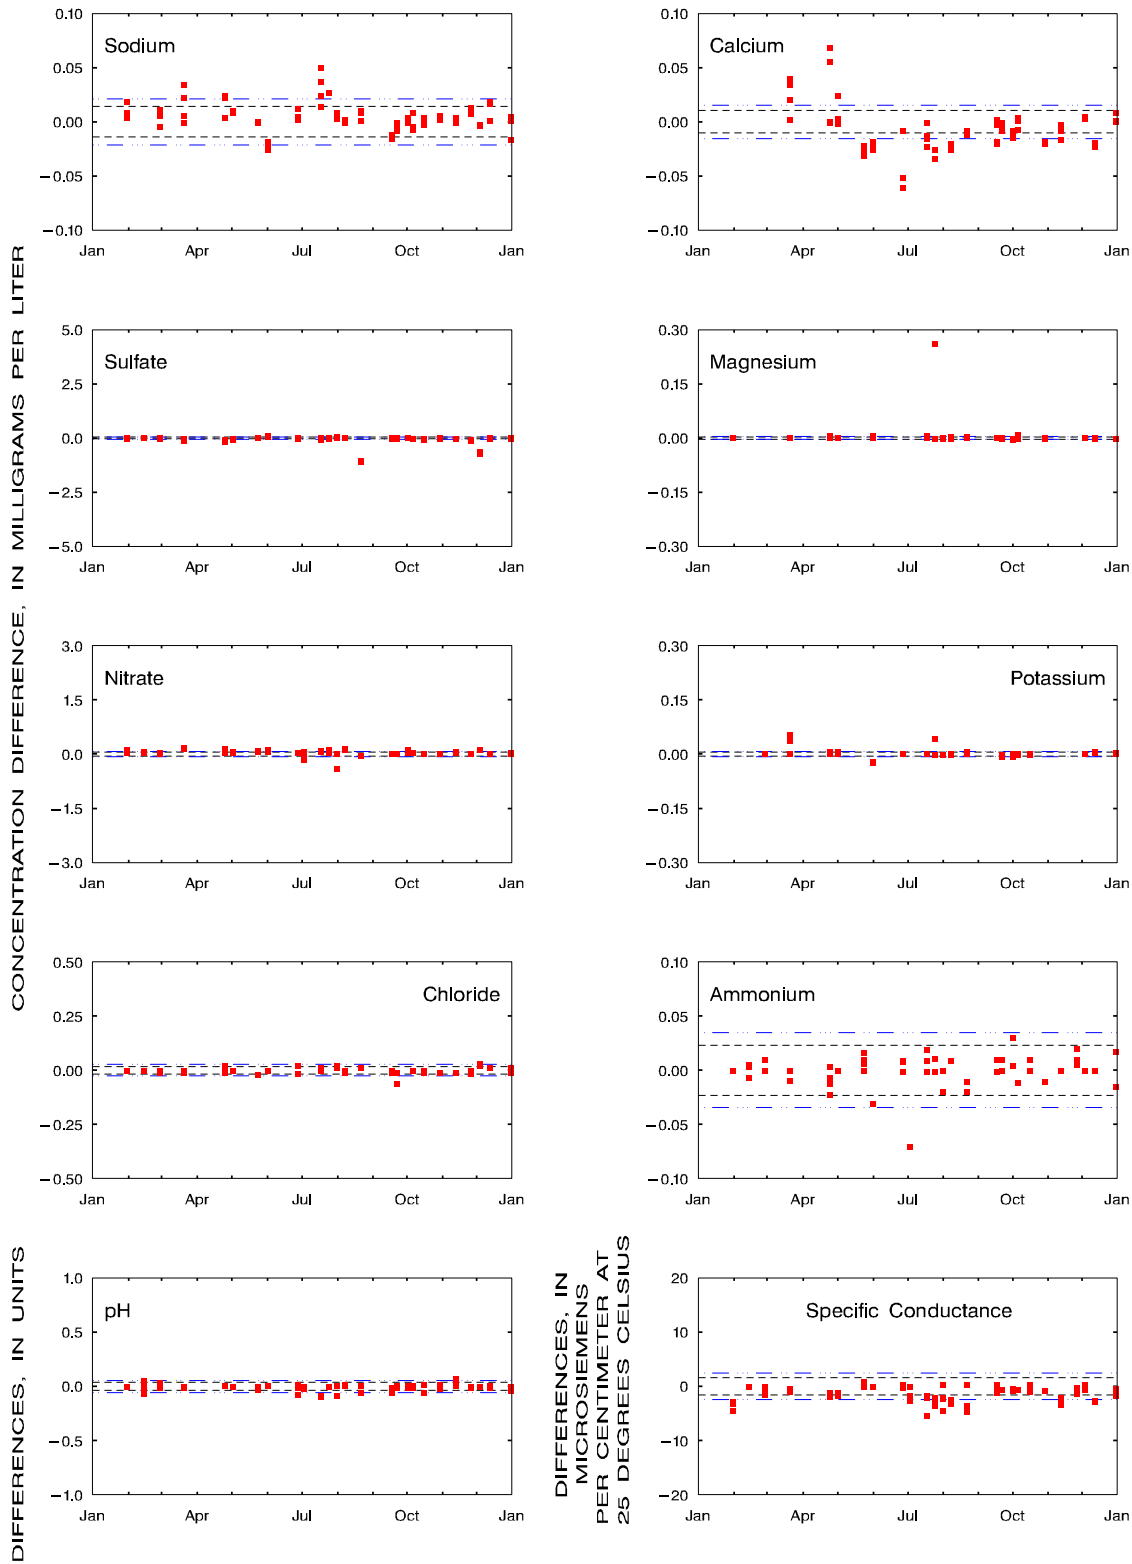 CONCENTRATION DIFFERENCE, IN MILLIGRAMS PER LITER
0.10
Sodium
0.05
0.00
−0.05
−0.10
Jan Apr Jul Oct Jan
0.10
Calcium
0.05
0.00
−0.05
−0.10
Jan Apr Jul Oct Jan
5.0
Sulfate
2.5
0.0
−2.5
−5.0
Jan Apr Jul Oct Jan
0.30
Magnesium
0.15
0.00
−0.15
−0.30
Jan Apr Jul Oct Jan
3.0
Nitrate
1.5
0.0
−1.5
−3.0
Jan Apr Jul Oct Jan
0.30
Potassium
0.15
0.00
−0.15
−0.30
Jan Apr Jul Oct Jan
0.50
Chloride
0.25
0.00
−0.25
−0.50
Jan Apr Jul Oct Jan
0.10
Ammonium
0.05
0.00
−0.05
−0.10
Jan Apr Jul Oct Jan
DIFFERENCES, IN UNITS
1.0
pH
0.5
0.0
−0.5
−1.0
Jan Apr Jul Oct Jan
DIFFERENCES, IN
MICROSIEMENS
PER CENTIMETER AT
25 DEGREES CELSIUS
20
Specific Conductance
10
0
−10
−20
Jan Apr Jul Oct Jan